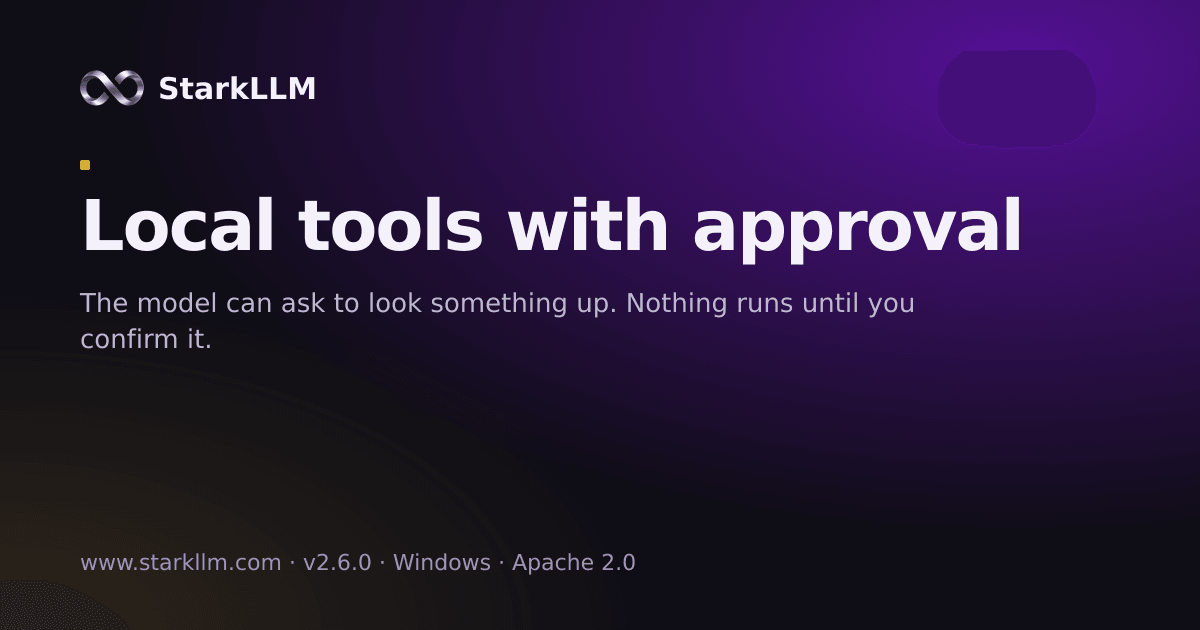 StarkLLM
Local tools with approval
The model can ask to look something up. Nothing runs until you
confirm it.
www.starkllm.com · v2.6.0 · Windows · Apache 2.0